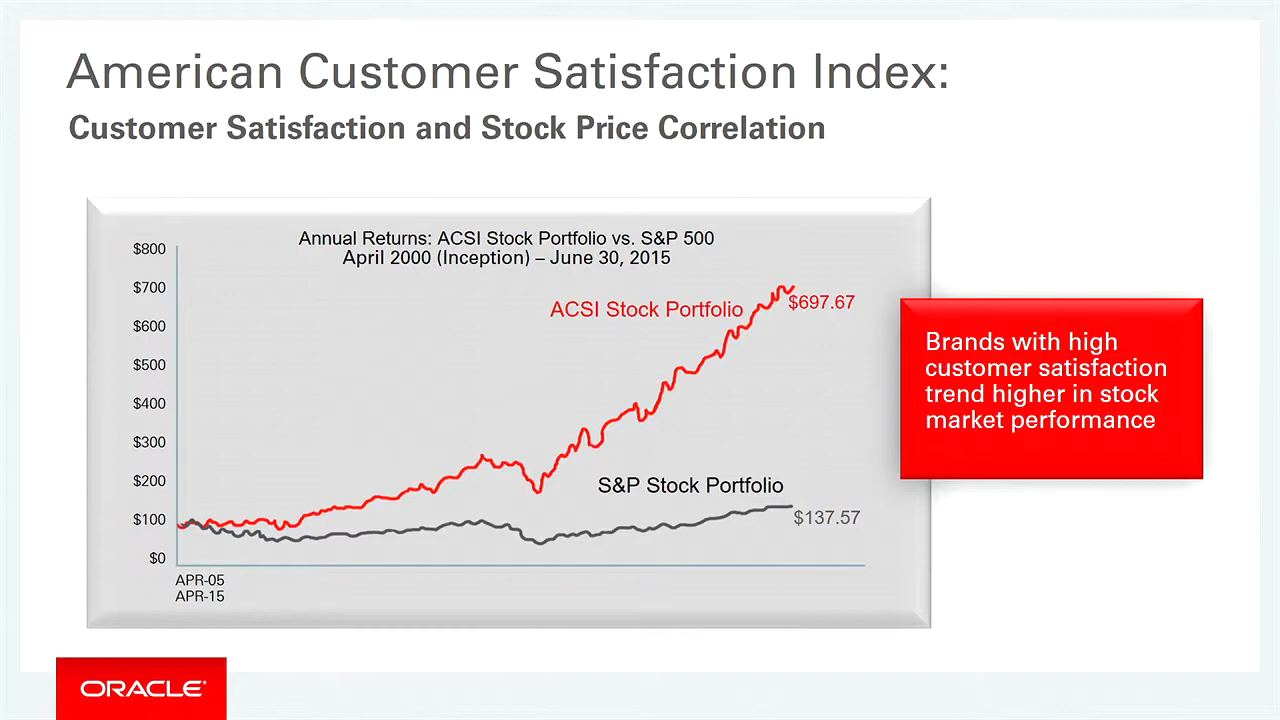 American Customer Satisfaction Index:
Customer Satisfaction and Stock Price Correlation
Annual Returns: ACSI Stock Portfolio vs. S&P 500
April 2000 (Inception) – June 30, 2015
$800
$700
$600
$500
$400
$300
$200
$100
$0
ACSI Stock Portfolio
$697.67
S&P Stock Portfolio
$137.57
APR-05
APR-15
Brands with high
customer satisfaction
trend higher in stock
market performance
ORACLE®